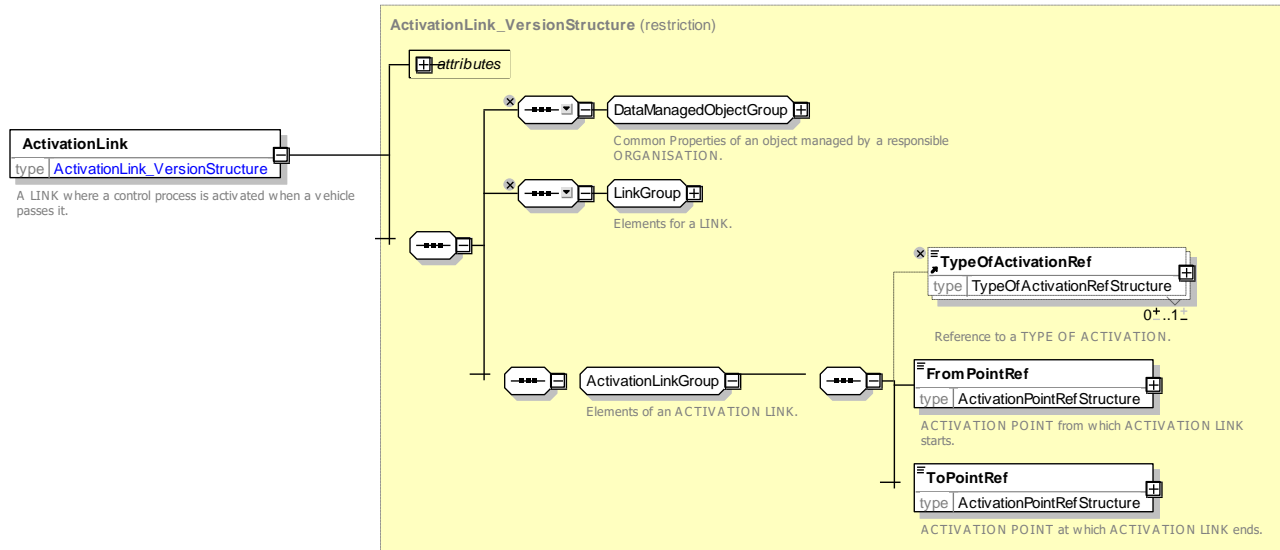 ActivationLink_VersionStructure (restriction)
attributes
DataManagedObjectGroup
Common Properties of an object managed by a responsible
ORGANISATION.
ActivationLink
type ActivationLink_VersionStructure
A LINK where a control process is activated when a vehicle
passes it.
LinkGroup
Elements for a LINK.
TypeOfActivationRef
type TypeOfActivationRefStructure
0..1
Reference to a TYPE OF ACTIVATION.
ActivationLinkGroup
Elements of an ACTIVATION LINK.
FromPointRef
type ActivationPointRefStructure
ACTIVATION POINT from which ACTIVATION LINK
starts.
ToPointRef
type ActivationPointRefStructure
ACTIVATION POINT at which ACTIVATION LINK ends.